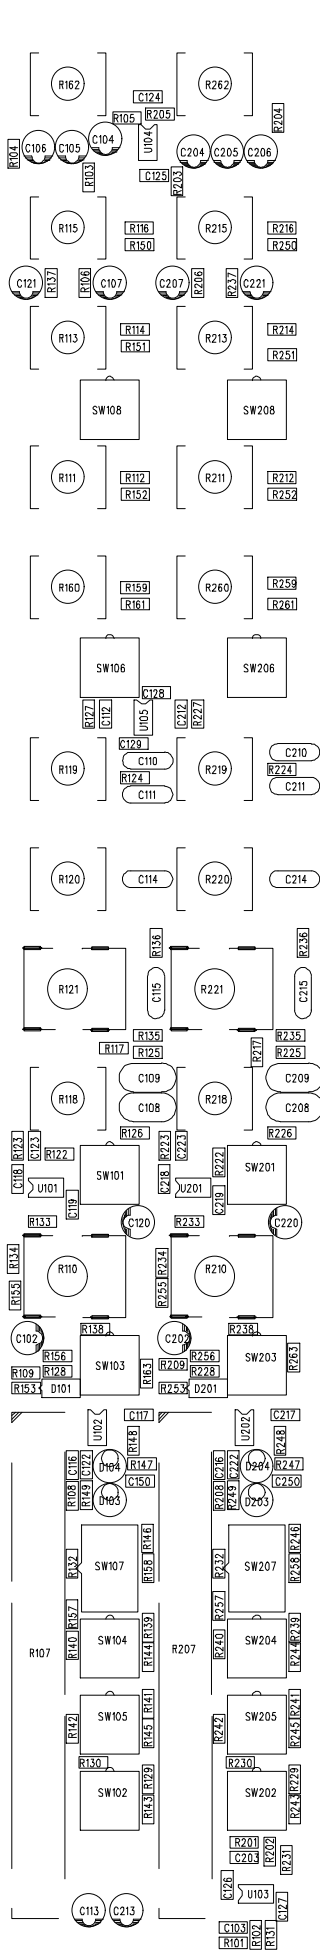 R162 C124 R262
R105 R205 R204
C106 C105 C104 U104 C204 C205 C206
R104 R103 C125 R203
R115 R116 R215 R216
R150 R250
C121 R137 R106 C107 C207 R206 R237 C221
R113 R114 R213 R214
R151 R251
SW108 SW208
R111 R112 R211 R212
R152 R252
R160 R159 R260 R259
R161 R261
SW106 SW206
C128
R127 C112 U105 C212 R227
C129 C110 C210
R119 R124 R219 R224
C111 C211
R120 C114 R220 C214
R136 R236
R121 C115 R221 C215
R135 R235
R117 R125 R217 R225
C109 C209
R118 C108 R218 C208
R126 R226
R123 C123 R122 R223 C223 R222
C118 SW101 C218 SW201
U101 C119 U201 C219
R133 C120 R233 C220
R134 R234
R155 R110 R255 R210
C102 R138 C202 R238
R156 R256
R109 R128 SW103 R163 R209 R228 SW203 R263
R153 D101 R253 D201
U102 C117 U202 C217
R148 R248
C116 C122 D104 R147 C216 C222 D204 R247
C150 C250
R108 R149 D103 R208 R249 D203
R146 R246
R132 SW107 R158 R232 SW207 R258
R157 R257
R107 R140 SW104 R139 R207 R240 SW204 R239
R144 R244
R142 SW105 R141 R242 SW205 R241
R145 R245
R130 R230
SW102 R129 SW202 R229
R143 R243
R201 R202
C203 R231
C126 U103 C127
C113 C213
C103 R102 R131
R101